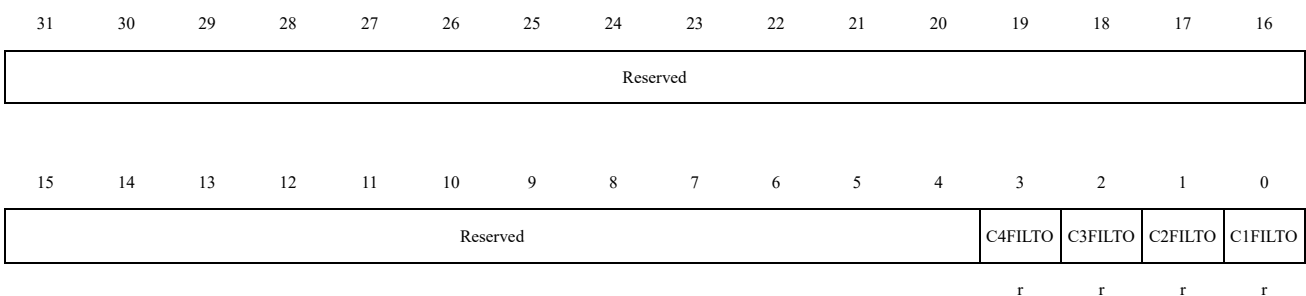 31 30 29 28 27 26 25 24 23 22 21 20 19 18 17 16
Reserved
15 14 13 12 11 10 9 8 7 6 5 4 3 2 1 0
Reserved C4FILTO C3FILTO C2FILTO C1FILTO
r r r r